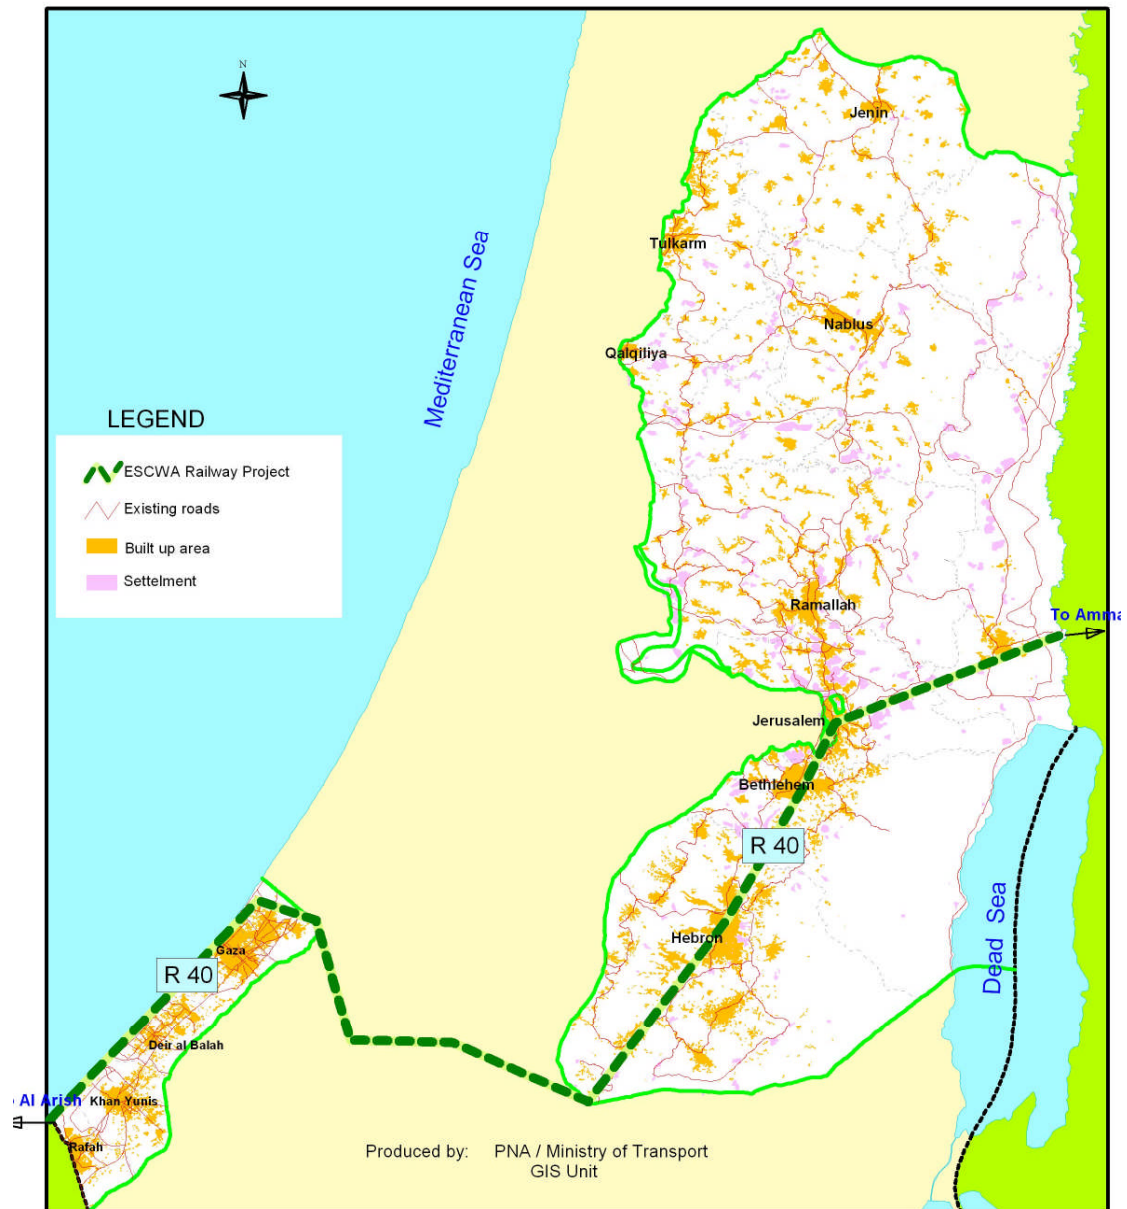 N
Jenin
Tulkarm
Mediterranean Sea
Nablus
Qalqiliya
LEGEND
ESCWA Railway Project
Existing roads
Built up area
Settelment
Ramallah
To Amma
Jerusalem
Bethlehem
R 40
Hebron
Dead Sea
Gaza
R 40
Deir al Balah
Al Arish
Khan Yunis
Rafah
Produced by: PNA / Ministry of Transport
GIS Unit